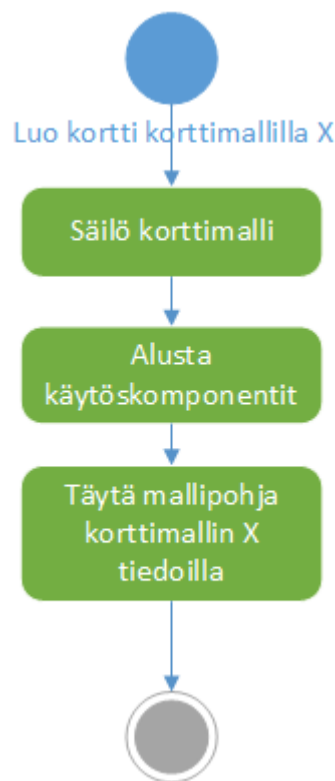 Luo kortti korttimallilla X
Säilö korttimalli
Alusta
käytöskomponentit
Täytä mallipohja
korttimallin X
tiedoilla